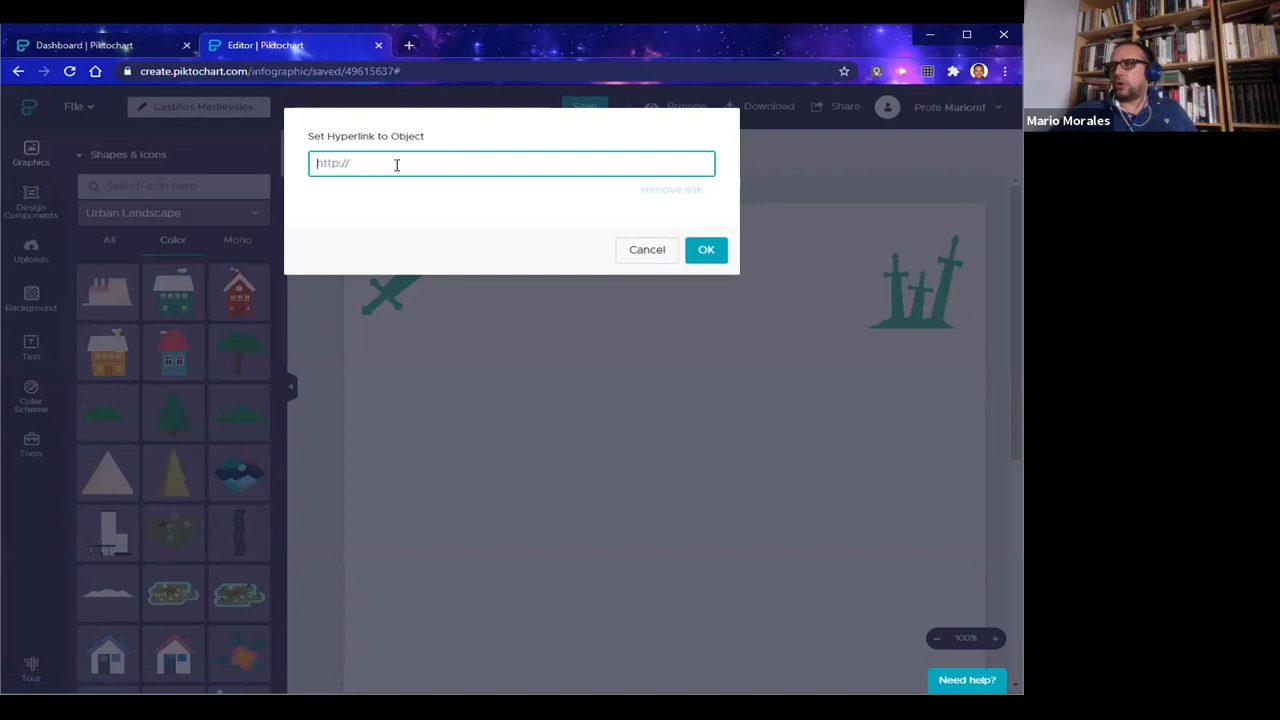 Dashboard | Piktochart
Editor | Piktochart
create.piktochart.com/infographic/saved/49615637#
File
Castillos Medievales
Save
Preview
Download
Share
Profe Mariomf
Mario Morales
Graphics
Design
Components
Uploads
Background
Text
Color
Scheme
Tools
Tour
Shapes & Icons
Search icon here
Urban Landscape
All
Color
Mono
Set Hyperlink to Object
http://
remove link
Cancel
OK
100%
Need help?